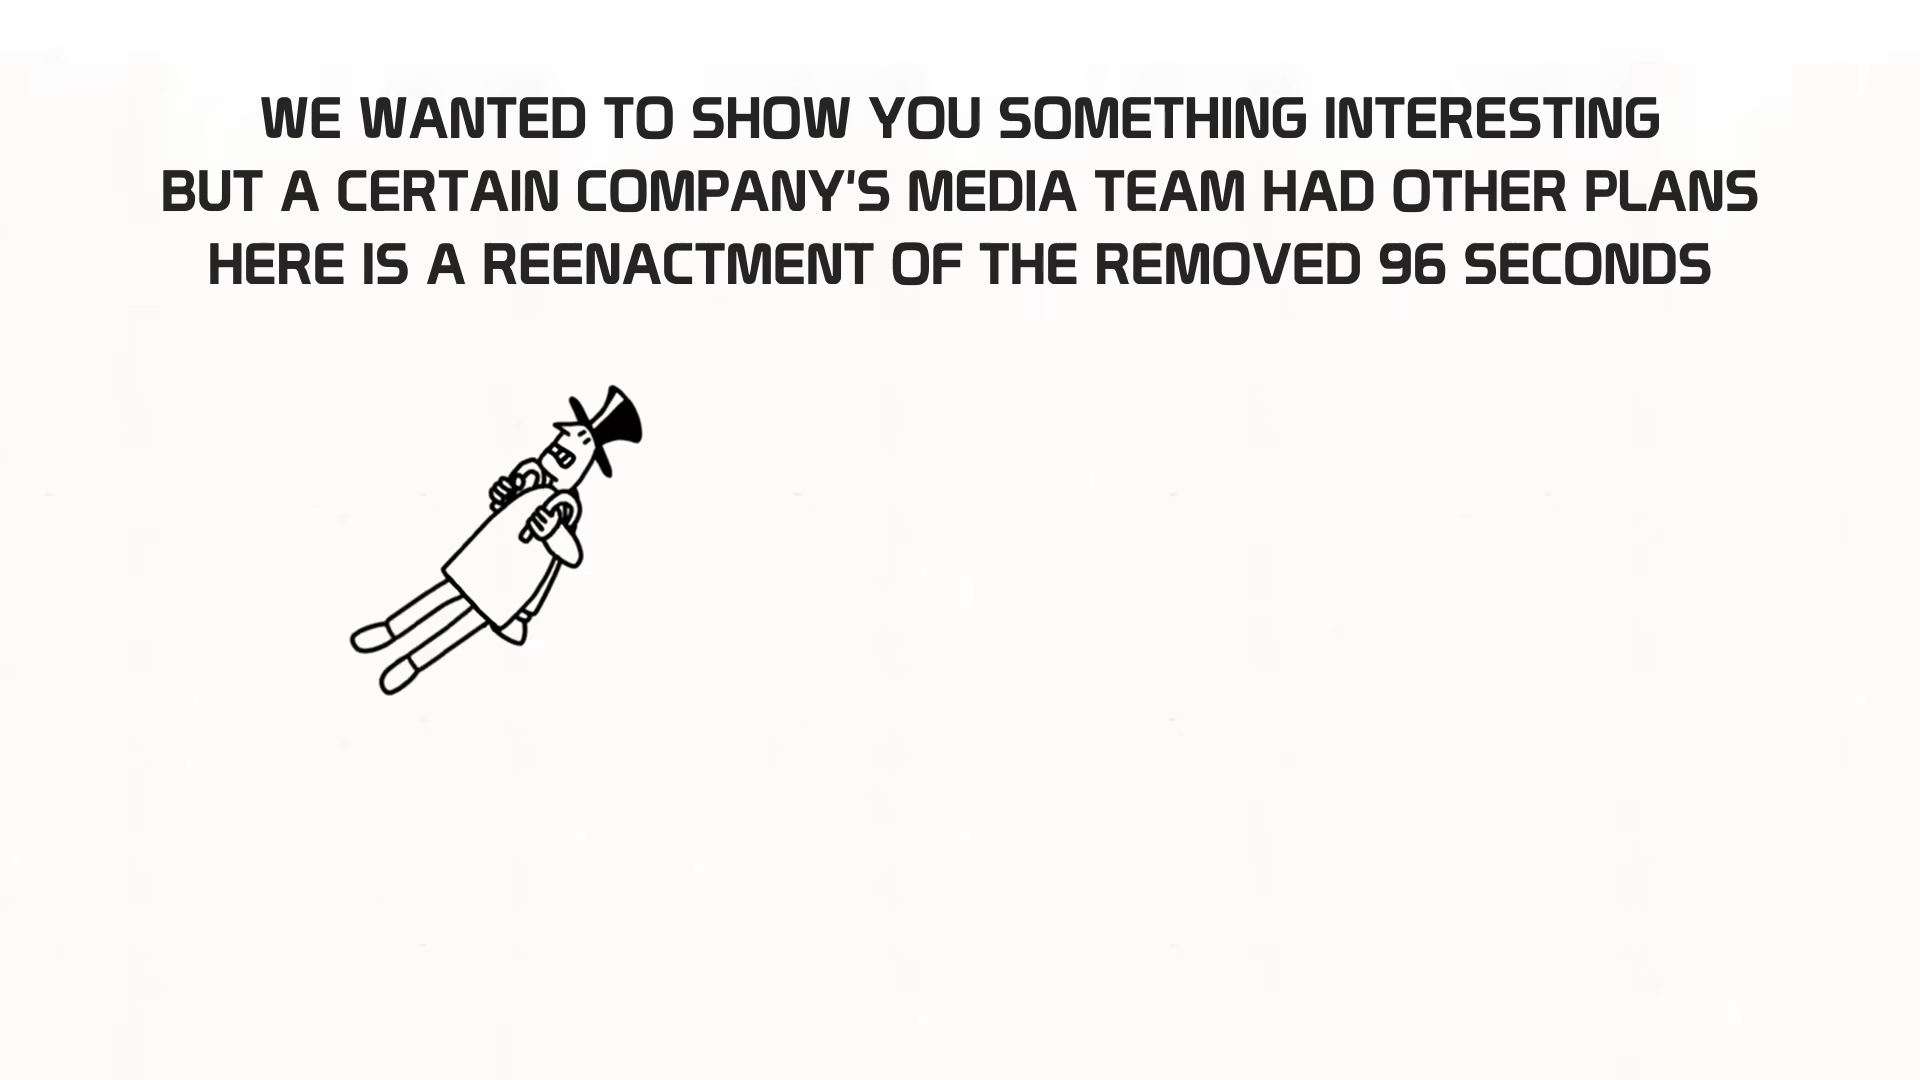 WE WANTED TO SHOW YOU SOMETHING INTERESTING
BUT A CERTAIN COMPANY'S MEDIA TEAM HAD OTHER PLANS
HERE IS A REENACTMENT OF THE REMOVED 96 SECONDS